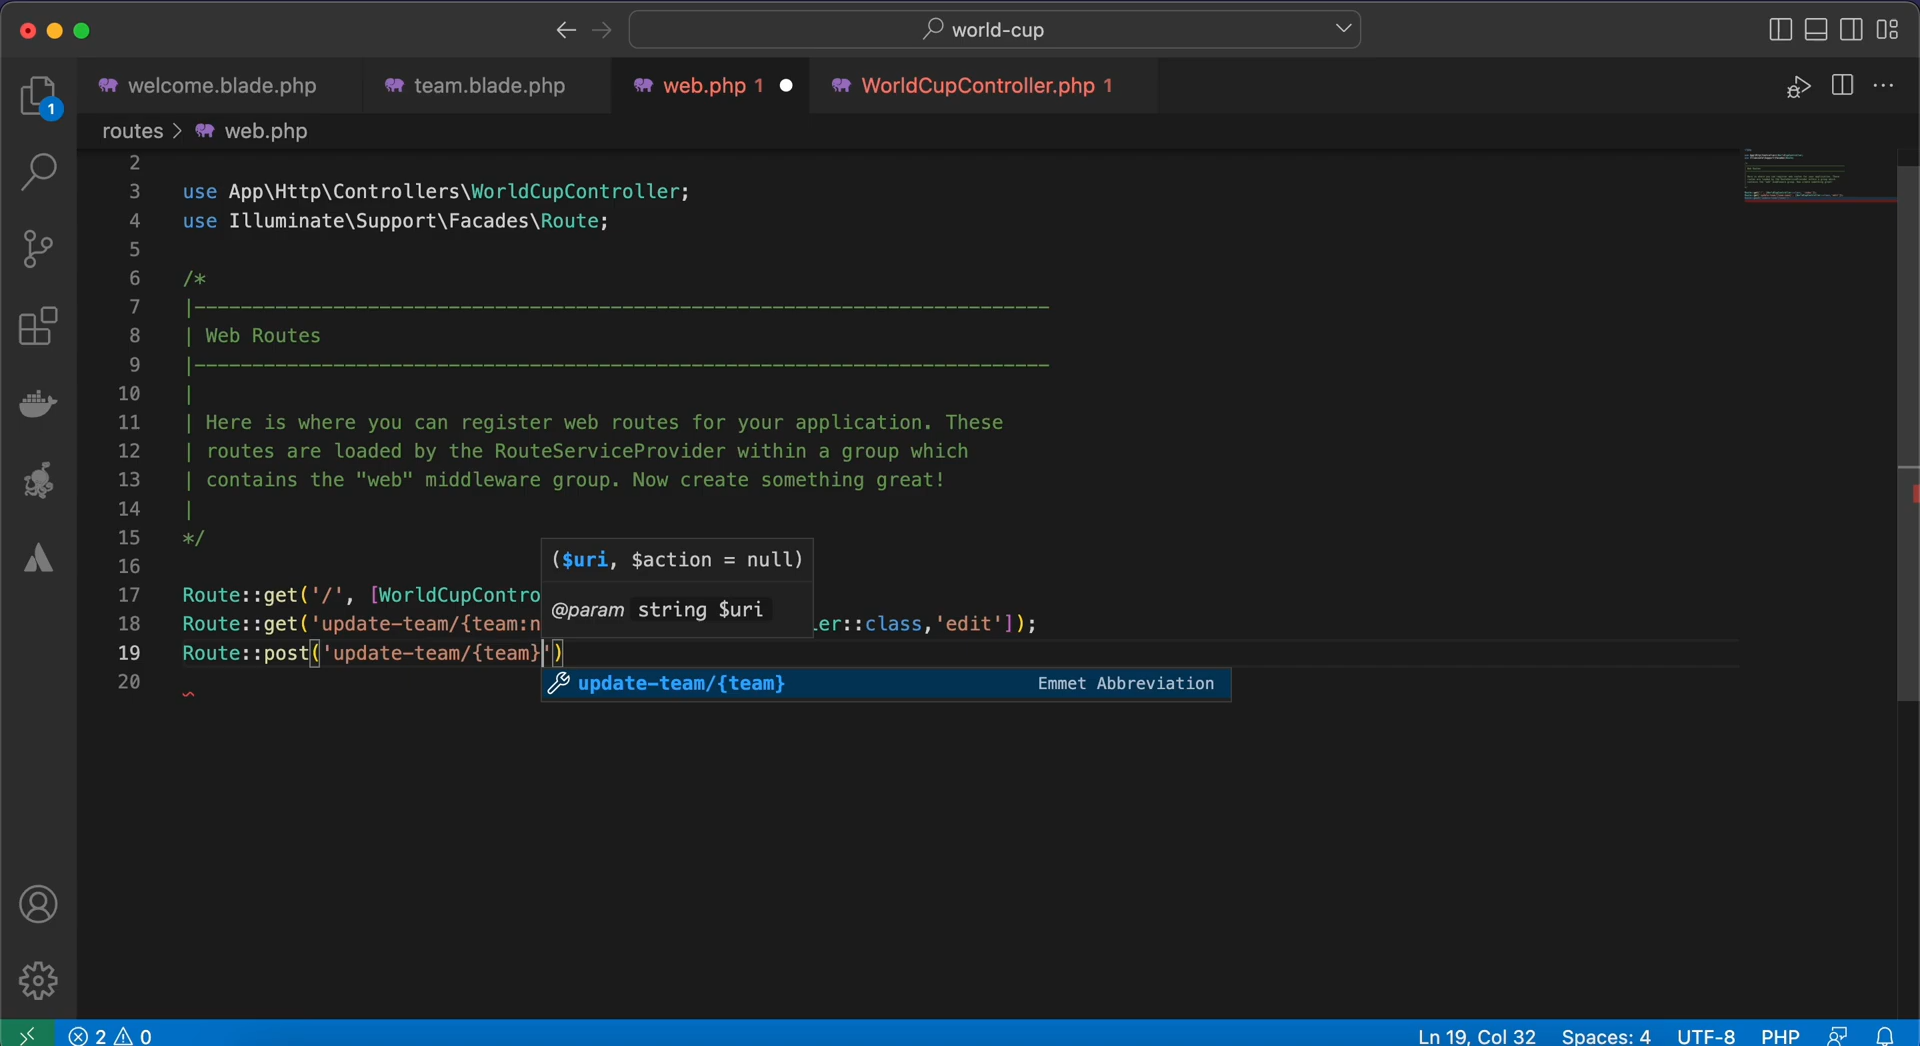 world-cup
welcome.blade.php
team.blade.php
web.php 1
WorldCupController.php 1
1
routes > web.php
2
3 use App\Http\Controllers\WorldCupController;
4 use Illuminate\Support\Facades\Route;
5
6 /*
7 |--------------------------------------------------------------------------
8 | Web Routes
9 |--------------------------------------------------------------------------
10 |
11 | Here is where you can register web routes for your application. These
12 | routes are loaded by the RouteServiceProvider within a group which
13 | contains the "web" middleware group. Now create something great!
14 |
15 */
16
($uri, $action = null)
@param string $uri
17 Route::get('/', [WorldCupContro
18 Route::get('update-team/{team:n ler::class,'edit']);
19 Route::post('update-team/{team}')
20
update-team/{team} Emmet Abbreviation
2 0
Ln 19, Col 32 Spaces: 4 UTF-8 PHP